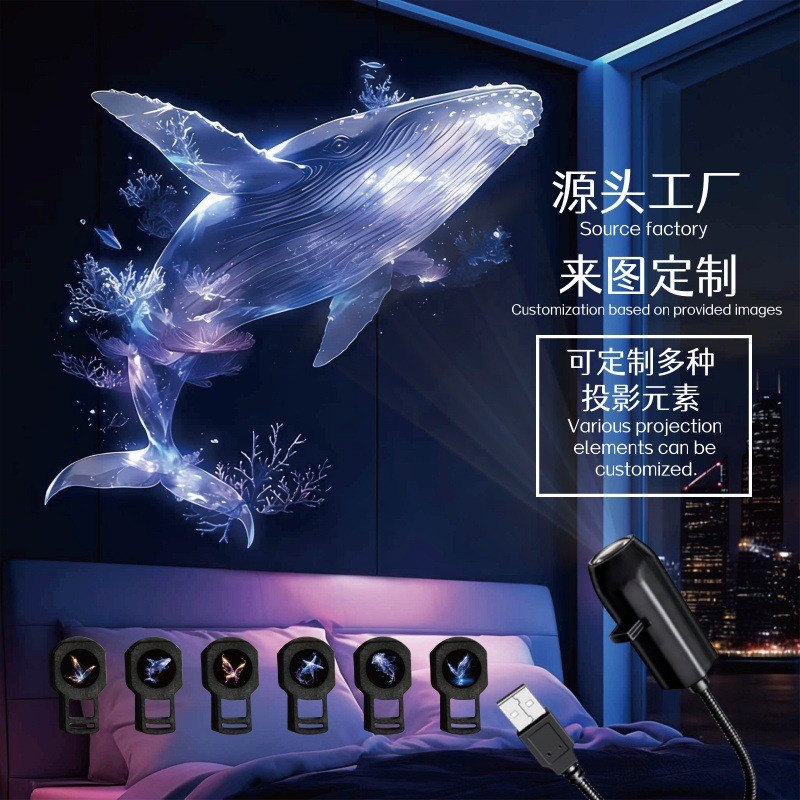 源头工厂
Source factory
来图定制
Customization based on provided images
可定制多种
投影元素
Various projection
elements can be
customized.